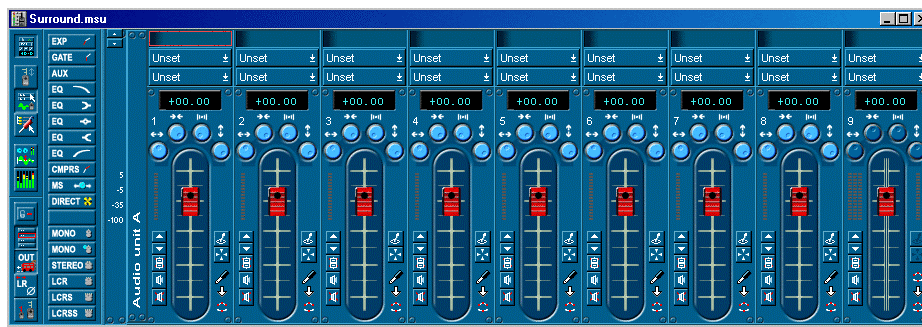 Surround.msu
EXP
GATE
AUX
EQ
EQ
EQ
EQ
EQ
CMPRS
MS
DIRECT
MONO
MONO
STEREO
LCR
LCRS
LCRSS
OUT
LR
5
-5
-35
-100
Audio unit A
Unset Unset Unset Unset Unset Unset Unset Unset Unset
Unset Unset Unset Unset Unset Unset Unset Unset Unset
+00.00 +00.00 +00.00 +00.00 +00.00 +00.00 +00.00 +00.00 +00.00
1 2 3 4 5 6 7 8 9